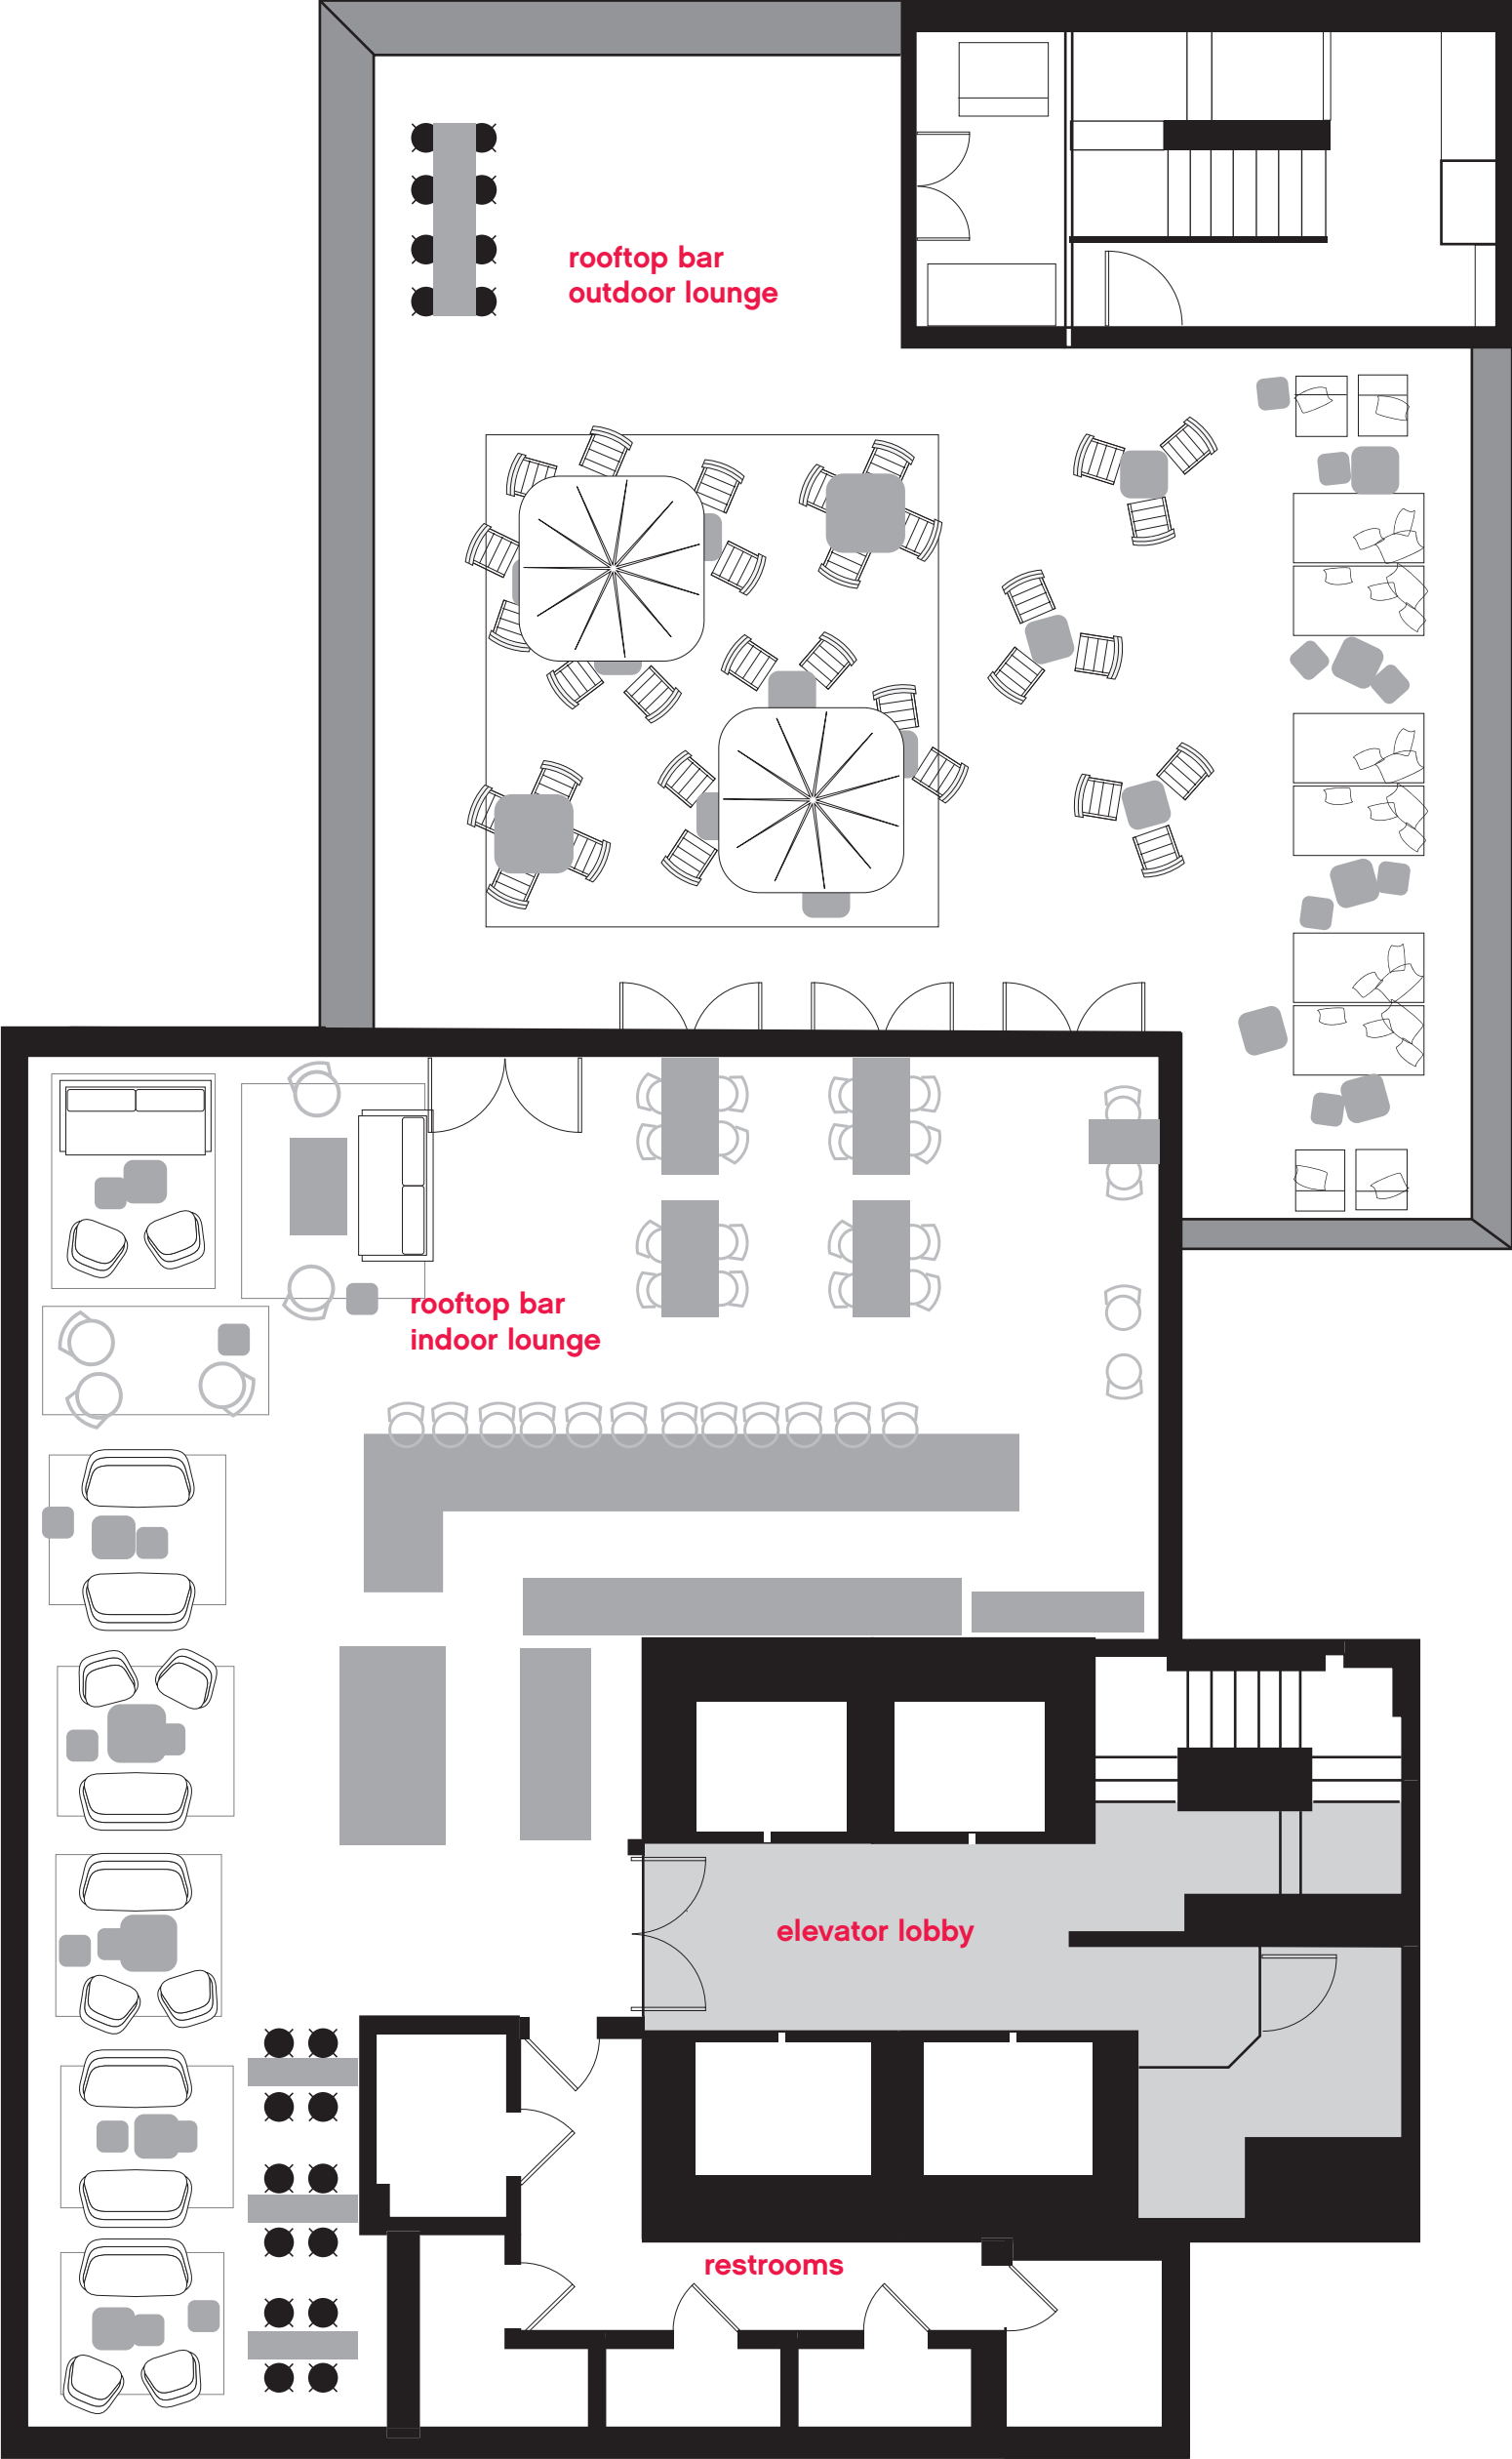 rooftop bar
outdoor lounge
rooftop bar
indoor lounge
elevator lobby
restrooms